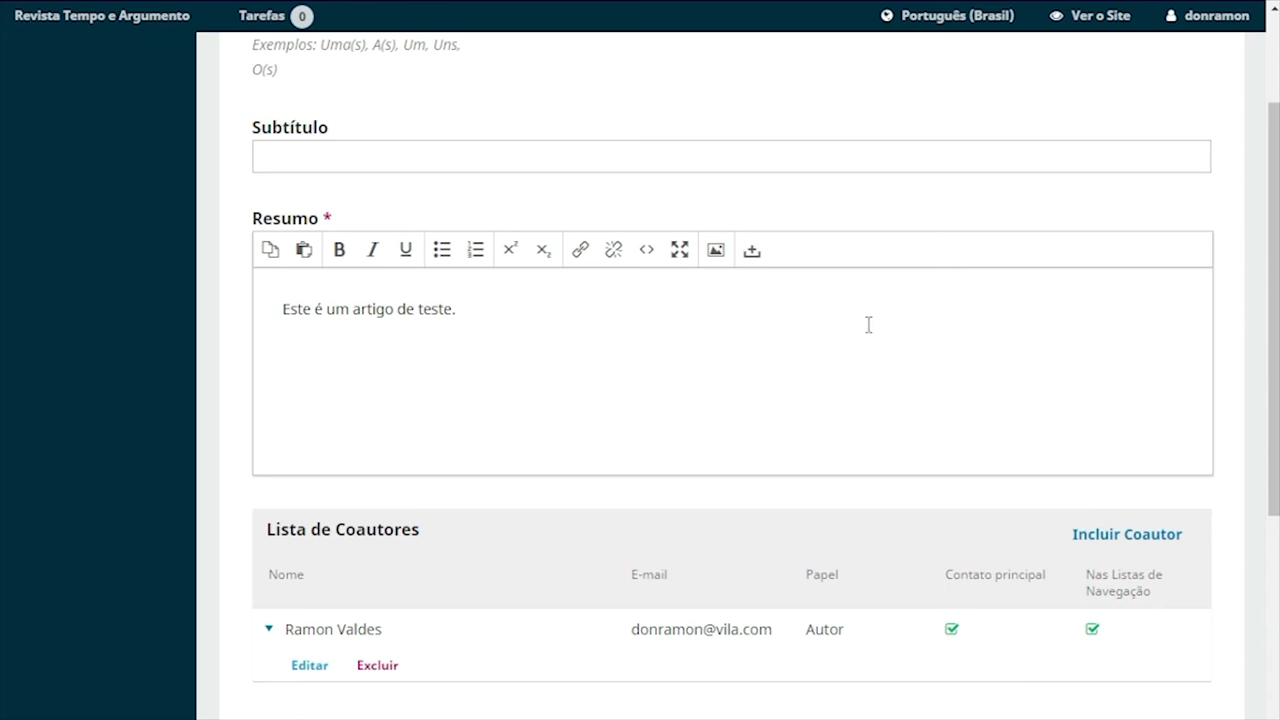 Revista Tempo e Argumento Tarefas 0 Português (Brasil) Ver o Site donramon
Exemplos: Uma(s), A(s), Um, Uns,
O(s)
Subtítulo
Resumo *
Este é um artigo de teste.
Lista de Coautores
Incluir Coautor
Nome E-mail Papel Contato principal Nas Listas de
Navegação
Ramon Valdes donramon@vila.com Autor
Editar Excluir